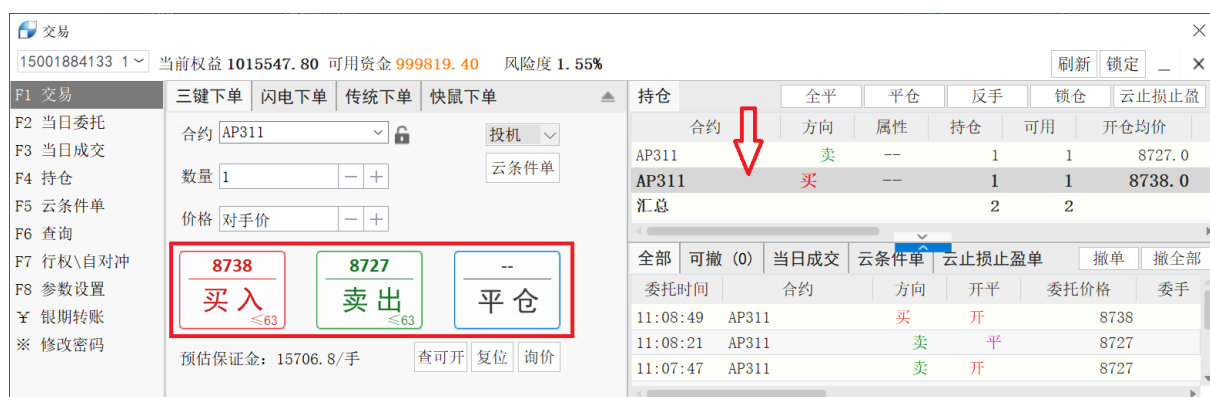 交易
15001884133 1 当前权益 1015547.80 可用资金 999819.40 风险度 1.55% 刷新 锁定
F1 交易
F2 当日委托
F3 当日成交
F4 持仓
F5 云条件单
F6 查询
F7 行权\自对冲
F8 参数设置
¥ 银期转账
※ 修改密码
三键下单 闪电下单 传统下单 快鼠下单
合约 AP311 投机
云条件单
数量 1
价格 对手价
8738 8727 --
买入 卖出 平仓
≤63 ≤63
预估保证金: 15706.8/手 查可开 复位 询价
持仓 全平 平仓 反手 锁仓 云止损止盈
合约 方向 属性 持仓 可用 开仓均价
AP311 卖 -- 1 1 8727.0
AP311 买 -- 1 1 8738.0
汇总 2 2
全部 可撤 (0) 当日成交 云条件单 云止损止盈单 撤单 撤全部
委托时间 合约 方向 开平 委托价格 委手
11:08:49 AP311 买 开 8738
11:08:21 AP311 卖 平 8727
11:07:47 AP311 卖 开 8727